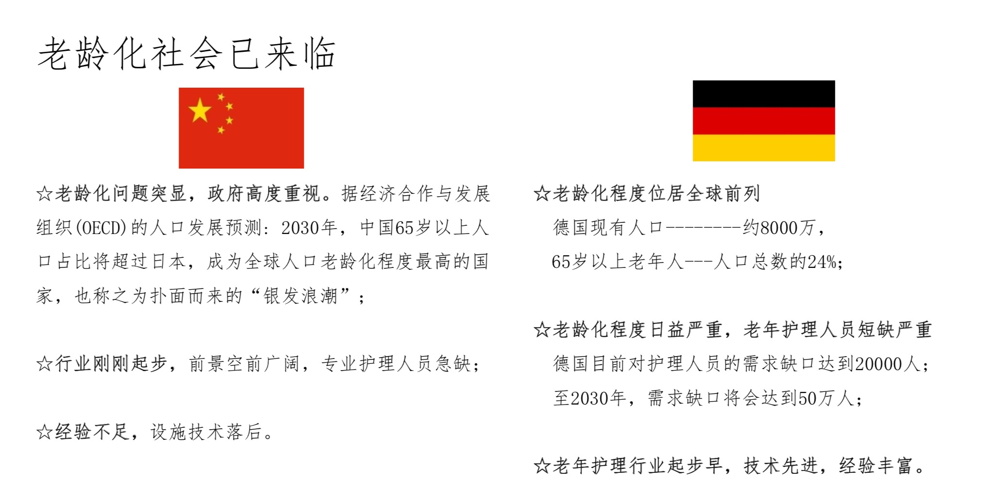 老龄化社会已来临
☆老龄化问题突显，政府高度重视。据经济合作与发展
组织(OECD)的人口发展预测：2030年，中国65岁以上人
口占比将超过日本，成为全球人口老龄化程度最高的国
家，也称之为扑面而来的“银发浪潮”；
☆行业刚刚起步，前景空前广阔，专业护理人员急缺；
☆经验不足，设施技术落后。
☆老龄化程度位居全球前列
德国现有人口--------约8000万，
65岁以上老年人---人口总数的24%；
☆老龄化程度日益严重，老年护理人员短缺严重
德国目前对护理人员的需求缺口达到20000人；
至2030年，需求缺口将会达到50万人；
☆老年护理行业起步早，技术先进，经验丰富。